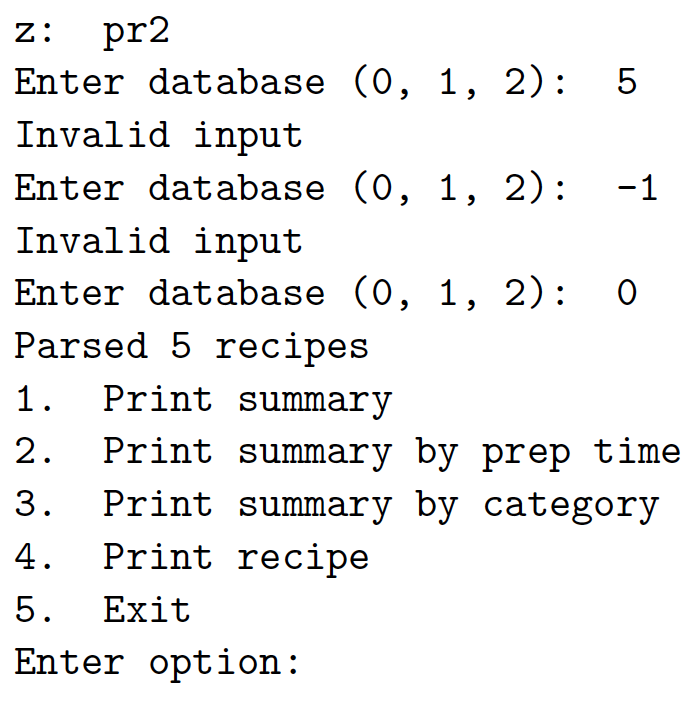 z: pr2
Enter database (0, 1, 2): 5
Invalid input
Enter database (0, 1, 2): -1
Invalid input
Enter database (0, 1, 2): 0
Parsed 5 recipes
1. Print summary
2. Print summary by prep time
3. Print summary by category
4. Print recipe
5. Exit
Enter option: